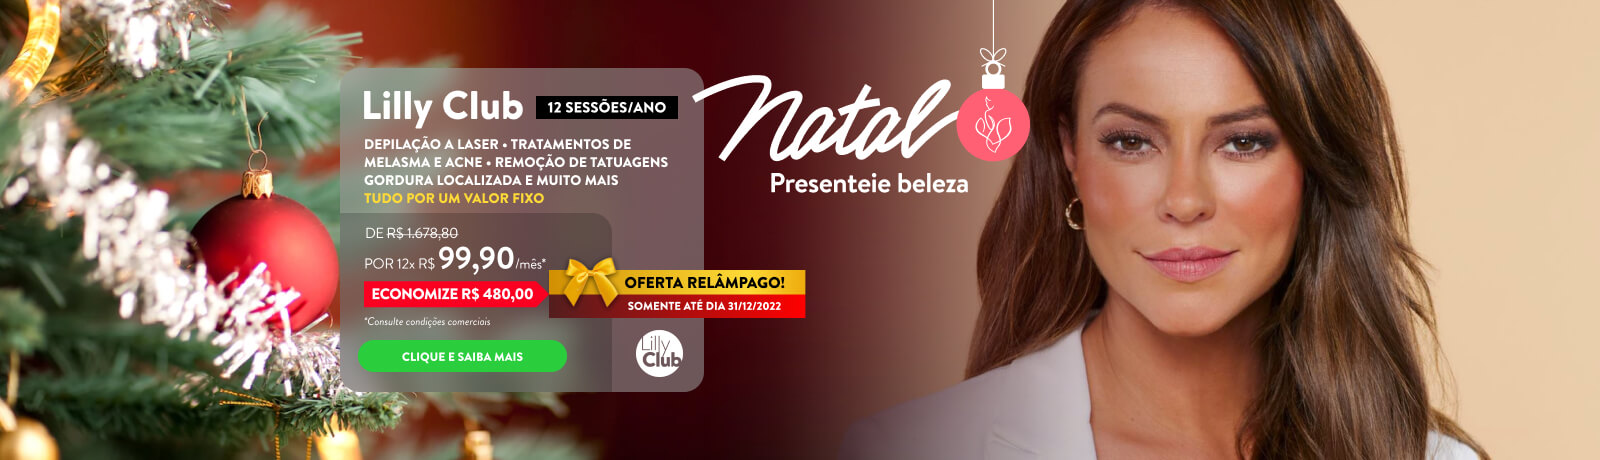 Lilly Club 12 SESSÕES/ANO
DEPILAÇÃO A LASER • TRATAMENTOS DE
MELASMA E ACNE • REMOÇÃO DE TATUAGENS
GORDURA LOCALIZADA E MUITO MAIS
TUDO POR UM VALOR FIXO
DE R$ 1.678,80
POR 12x R$ 99,90/mês*
ECONOMIZE R$ 480,00
*Consulte condições comerciais
CLIQUE E SAIBA MAIS
OFERTA RELÂMPAGO!
SOMENTE ATÉ DIA 31/12/2022
Lilly
Club
Natal
Presenteie beleza